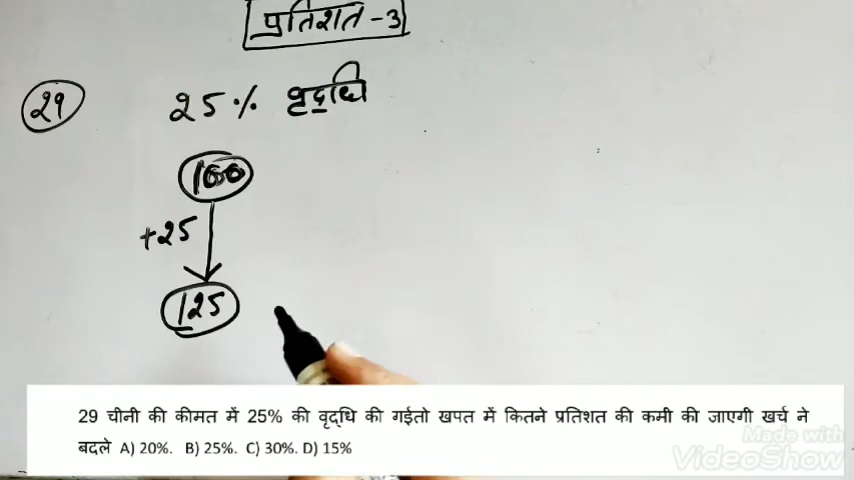 प्रतिशत-3
29 25% वृद्धि
100
+25
125
29 चीनी की कीमत में 25% की वृद्धि की गईतो खपत में कितने प्रतिशत की कमी की जाएगी खर्च ने
बदले A) 20%. B) 25%. C) 30%. D) 15%
Made with
VideoShow